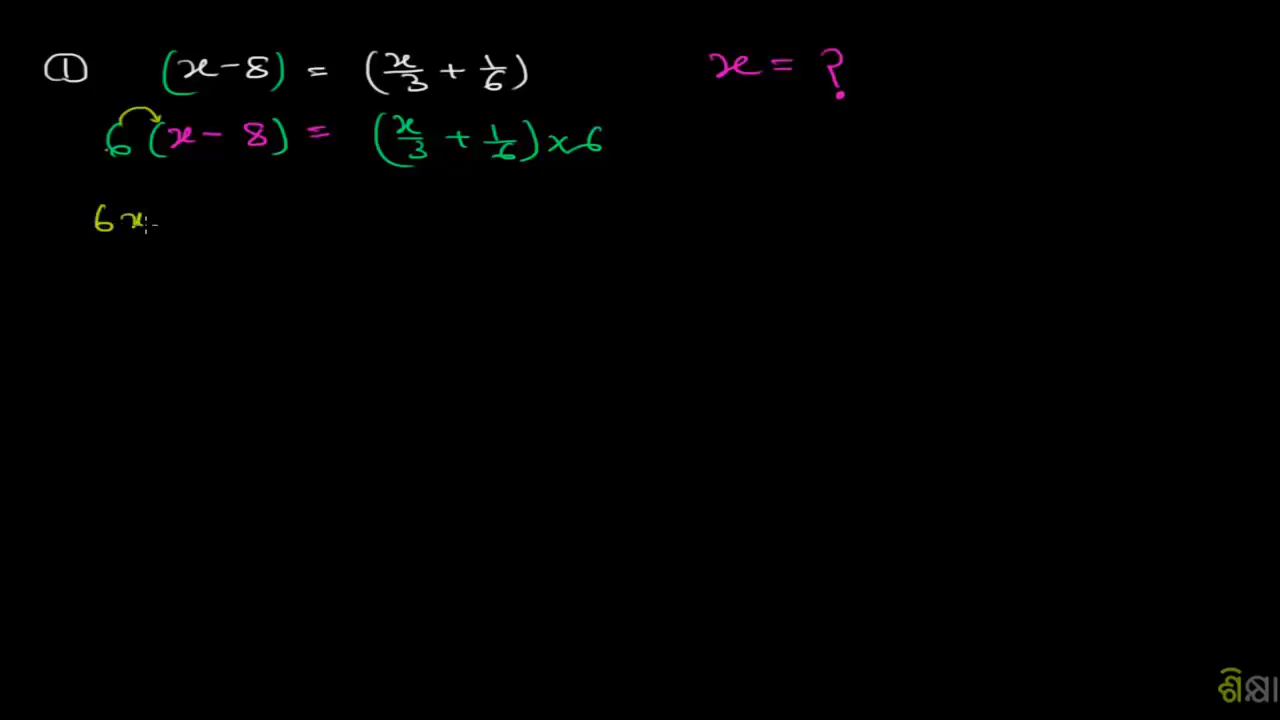 ① (x - 8) = (x/3 + 1/6) x = ?
6 (x - 8) = (x/3 + 1/6) × 6
6x -
ଶିକ୍ଷା